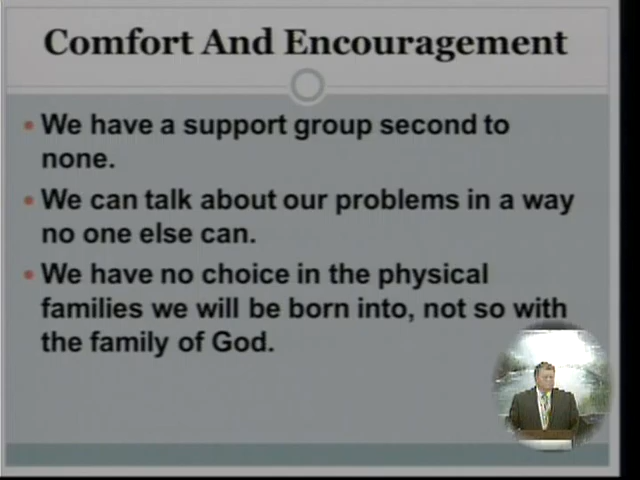 Comfort And Encouragement
We have a support group second to
none.
We can talk about our problems in a way
no one else can.
We have no choice in the physical
families we will be born into, not so with
the family of God.